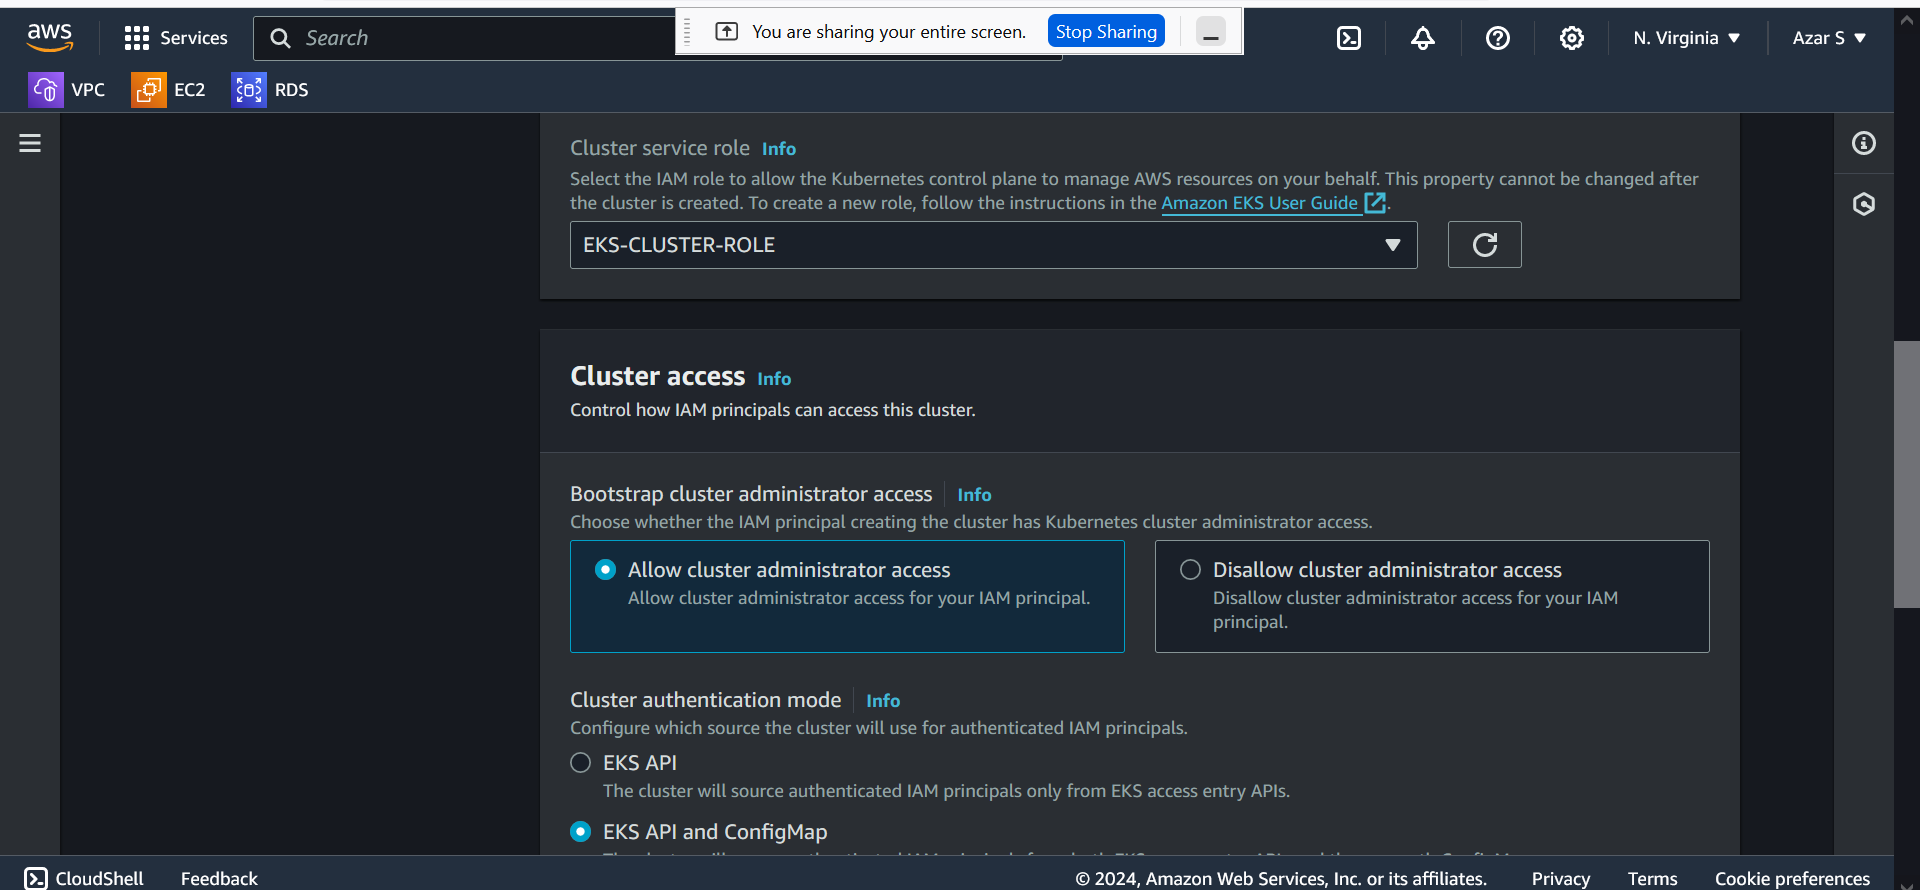 aws
Services
Search
You are sharing your entire screen.
Stop Sharing
N. Virginia
Azar S
VPC
EC2
RDS
Cluster service role Info
Select the IAM role to allow the Kubernetes control plane to manage AWS resources on your behalf. This property cannot be changed after
the cluster is created. To create a new role, follow the instructions in the Amazon EKS User Guide.
EKS-CLUSTER-ROLE
Cluster access Info
Control how IAM principals can access this cluster.
Bootstrap cluster administrator access Info
Choose whether the IAM principal creating the cluster has Kubernetes cluster administrator access.
Allow cluster administrator access
Allow cluster administrator access for your IAM principal.
Disallow cluster administrator access
Disallow cluster administrator access for your IAM
principal.
Cluster authentication mode Info
Configure which source the cluster will use for authenticated IAM principals.
EKS API
The cluster will source authenticated IAM principals only from EKS access entry APIs.
EKS API and ConfigMap
CloudShell
Feedback
© 2024, Amazon Web Services, Inc. or its affiliates.
Privacy
Terms
Cookie preferences